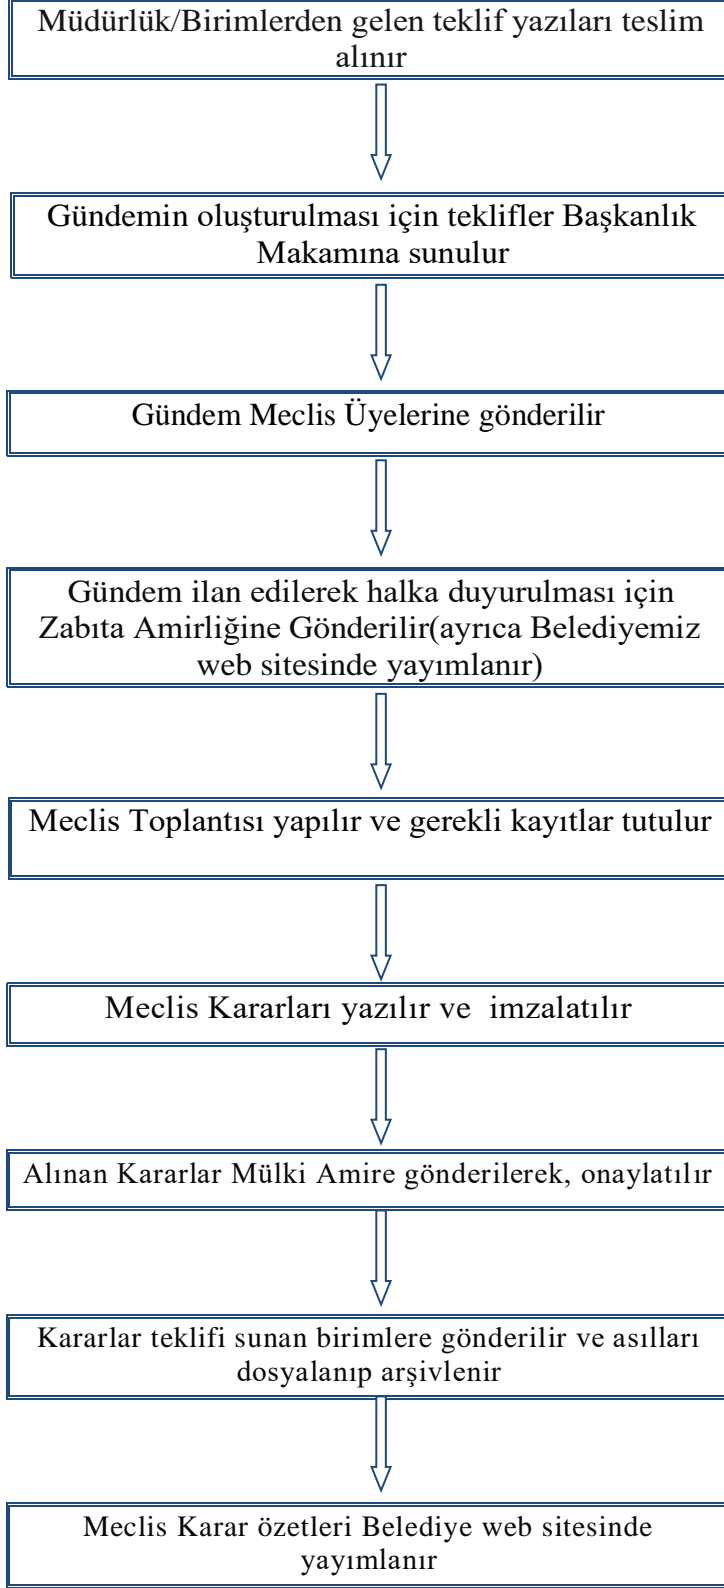 Müdürlük/Birimlerden gelen teklif yazıları teslim
alınır
Gündemin oluşturulması için teklifler Başkanlık
Makamına sunulur
Gündem Meclis Üyelerine gönderilir
Gündem ilan edilerek halka duyurulması için
Zabıta Amirliğine Gönderilir(ayrıca Belediyemiz
web sitesinde yayımlanır)
Meclis Toplantısı yapılır ve gerekli kayıtlar tutulur
Meclis Kararları yazılır ve  imzalatılır
Alınan Kararlar Mülki Amire gönderilerek, onaylatılır
Kararlar teklifi sunan birimlere gönderilir ve asılları
dosyalanıp arşivlenir
Meclis Karar özetleri Belediye web sitesinde
yayımlanır